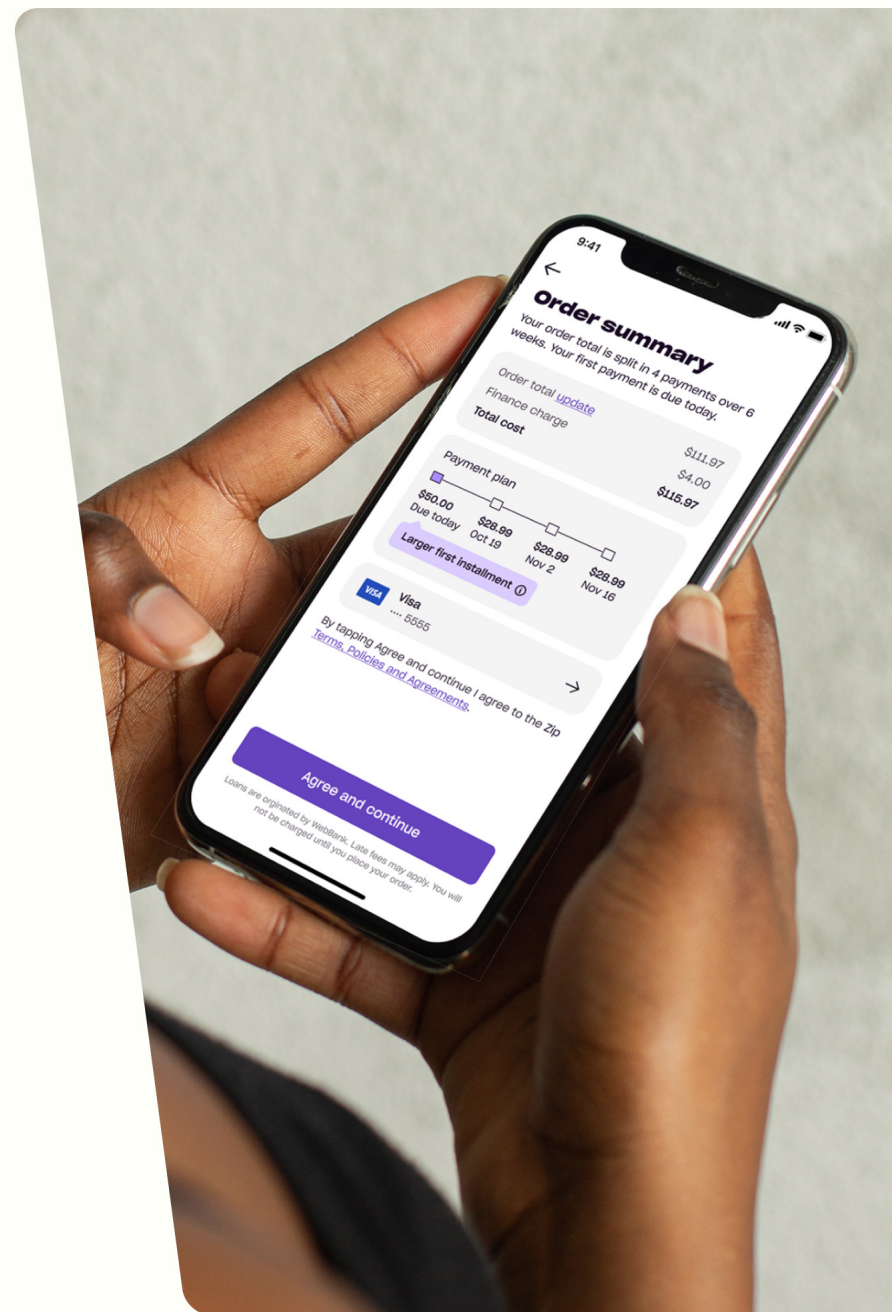 9:41
Order summary
Your order total is split in 4 payments over 6
weeks. Your first payment is due today.
Order total update
$111.97
Finance charge
$4.00
Total cost
$115.97
Payment plan
$50.00
Due today
$28.99
Oct 19
$28.99
Nov 2
$28.99
Nov 16
Larger first installment
VISA
Visa
.... 5555
By tapping Agree and continue I agree to the Zip
Terms, Policies and Agreements.
Agree and continue
Loans are orginated by WebBank. Late fees may apply. You will
not be charged until you place your order.